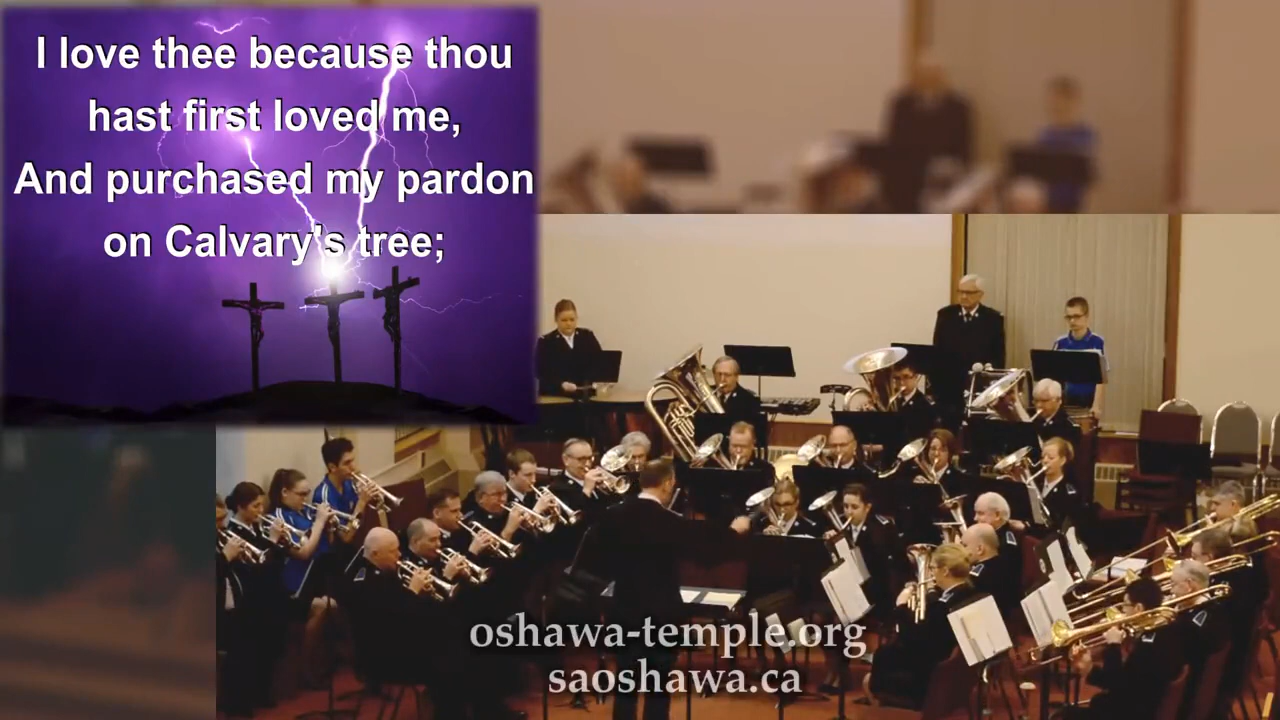 I love thee because thou
hast first loved me,
And purchased my pardon
on Calvary's tree;
oshawa-temple.org
saoshawa.ca